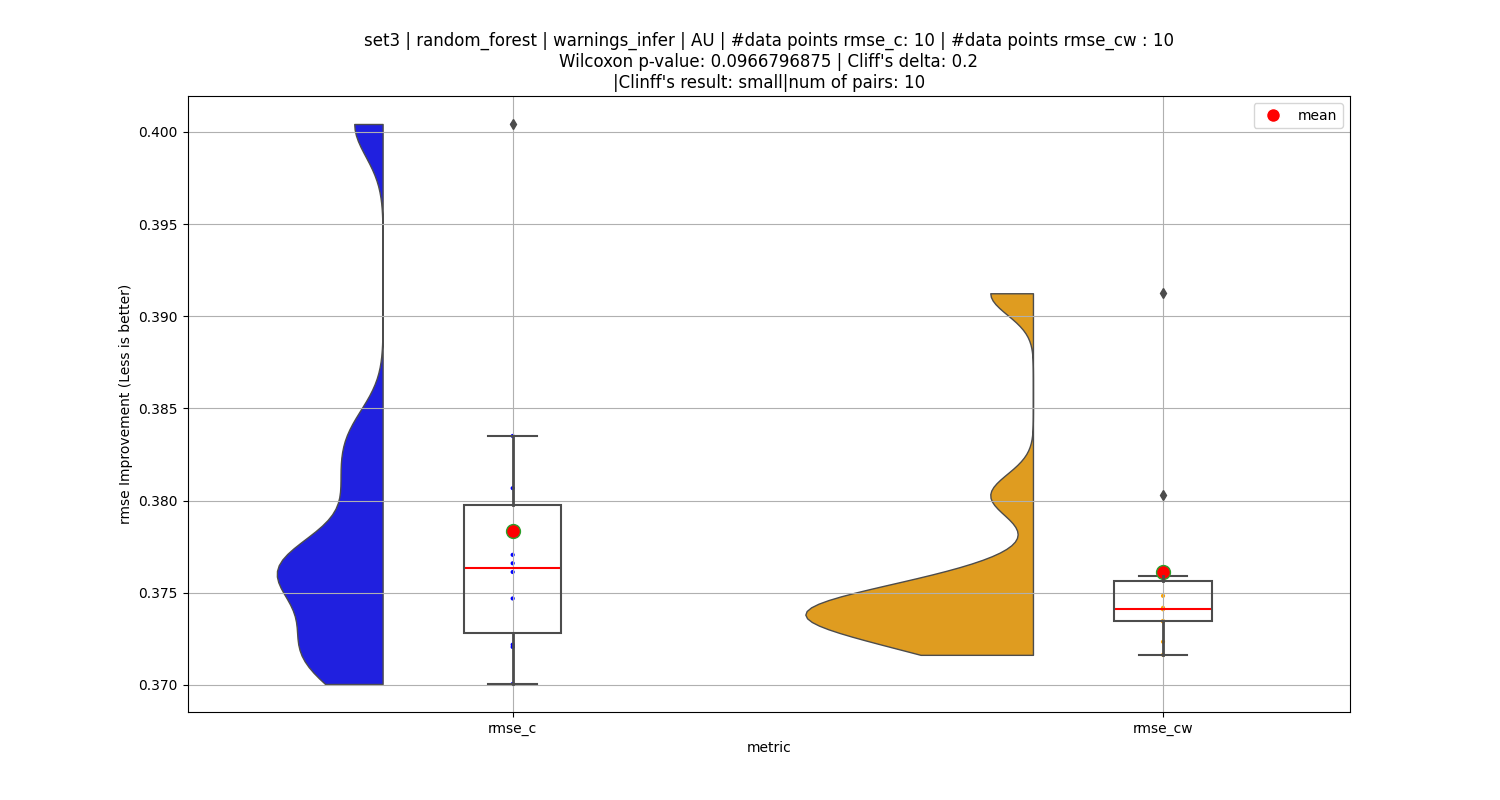 set3 | random_forest | warnings_infer | AU | #data points rmse_c: 10 | #data points rmse_cw : 10
Wilcoxon p-value: 0.0966796875 | Cliff's delta: 0.2
|Clinff's result: small|num of pairs: 10
mean
0.400
0.395
0.390
0.385
0.380
0.375
0.370
rmse Improvement (Less is better)
rmse_c
rmse_cw
metric